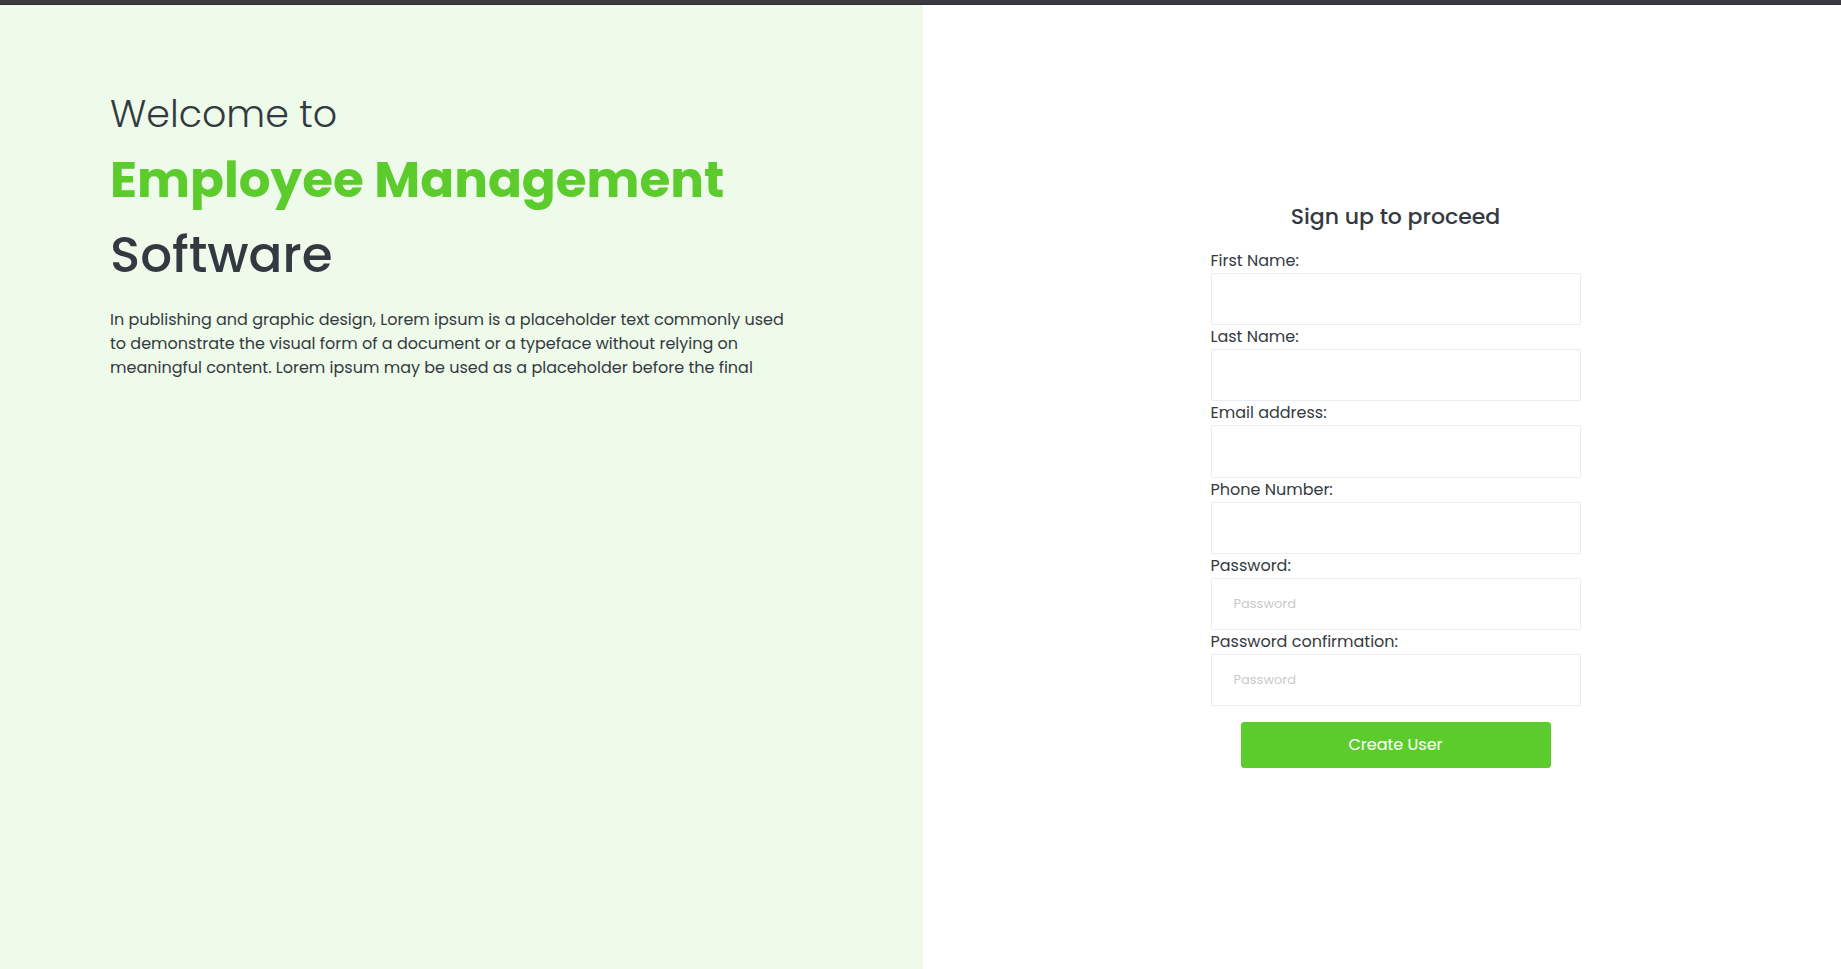 Welcome to
Employee Management
Software
In publishing and graphic design, Lorem ipsum is a placeholder text commonly used
to demonstrate the visual form of a document or a typeface without relying on
meaningful content. Lorem ipsum may be used as a placeholder before the final
Sign up to proceed
First Name:
Last Name:
Email address:
Phone Number:
Password:
Password
Password confirmation:
Password
Create User